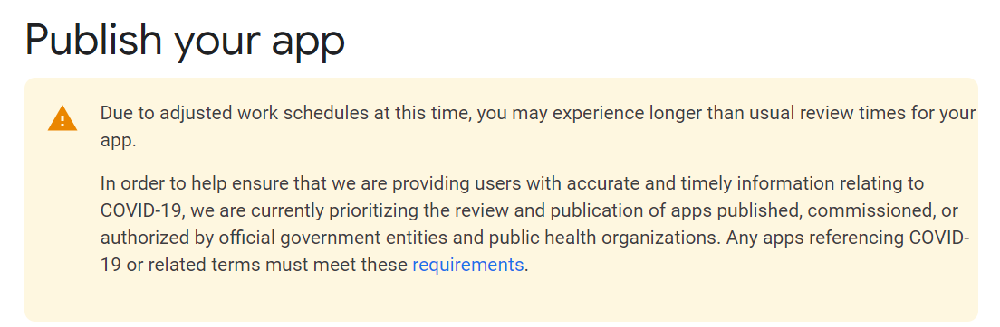 Publish your app
Due to adjusted work schedules at this time, you may experience longer than usual review times for your
app.
In order to help ensure that we are providing users with accurate and timely information relating to
COVID-19, we are currently prioritizing the review and publication of apps published, commissioned, or
authorized by official government entities and public health organizations. Any apps referencing COVID-
19 or related terms must meet these requirements.